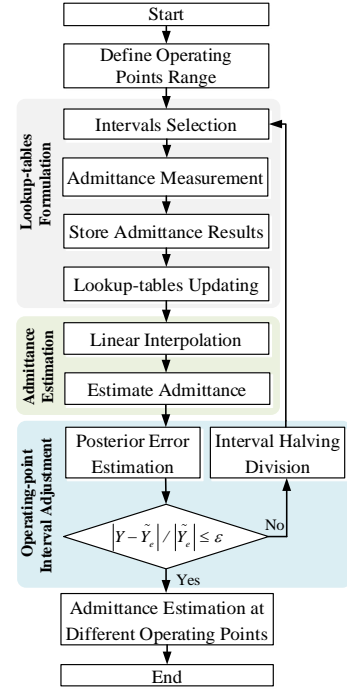 Start
Define Operating
Points Range
Lookup-tables
Formulation
Intervals Selection
Admittance Measurement
Store Admittance Results
Lookup-tables Updating
Admittance
Estimation
Linear Interpolation
Estimate Admittance
Operating-point
Interval Adjustment
Posterior Error
Estimation
Interval Halving
Division
|Y − Ỹₑ| / |Ỹₑ| ≤ ε
No
Yes
Admittance Estimation at
Different Operating Points
End